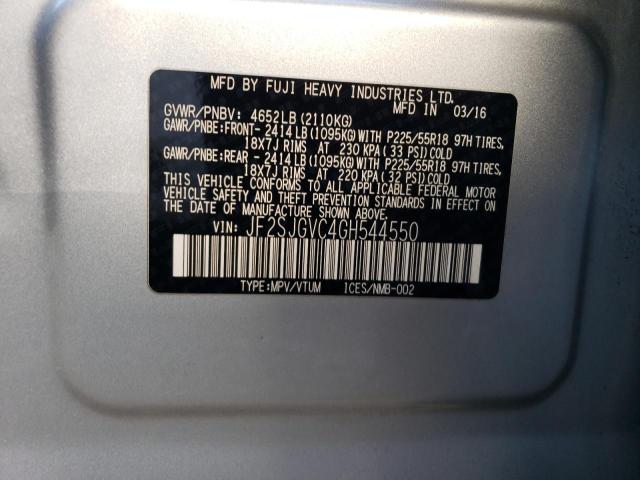 MFD BY FUJI HEAVY INDUSTRIES LTD.
MFD IN 03/16
GVWR/PNBV: 4652LB(2110KG)
GAWR/PNBE:FRONT- 2414LB(1095KG)WITH P225/55R18 97H TIRES,
18X7J RIMS AT 230 KPA(33 PSI)COLD
GAWR/PNBE:REAR - 2414LB(1095KG)WITH P225/55R18 97H TIRES,
18X7J RIMS AT 220 KPA(32 PSI)COLD
THIS VEHICLE CONFORMS TO ALL APPLICABLE FEDERAL MOTOR
VEHICLE SAFETY AND THEFT PREVENTION STANDARDS IN EFFECT
ON THE DATE OF MANUFACTURE SHOWN ABOVE.
VIN: JF2SJGVC4GH544550
TYPE:MPV/VTUM ICES/NMB-002